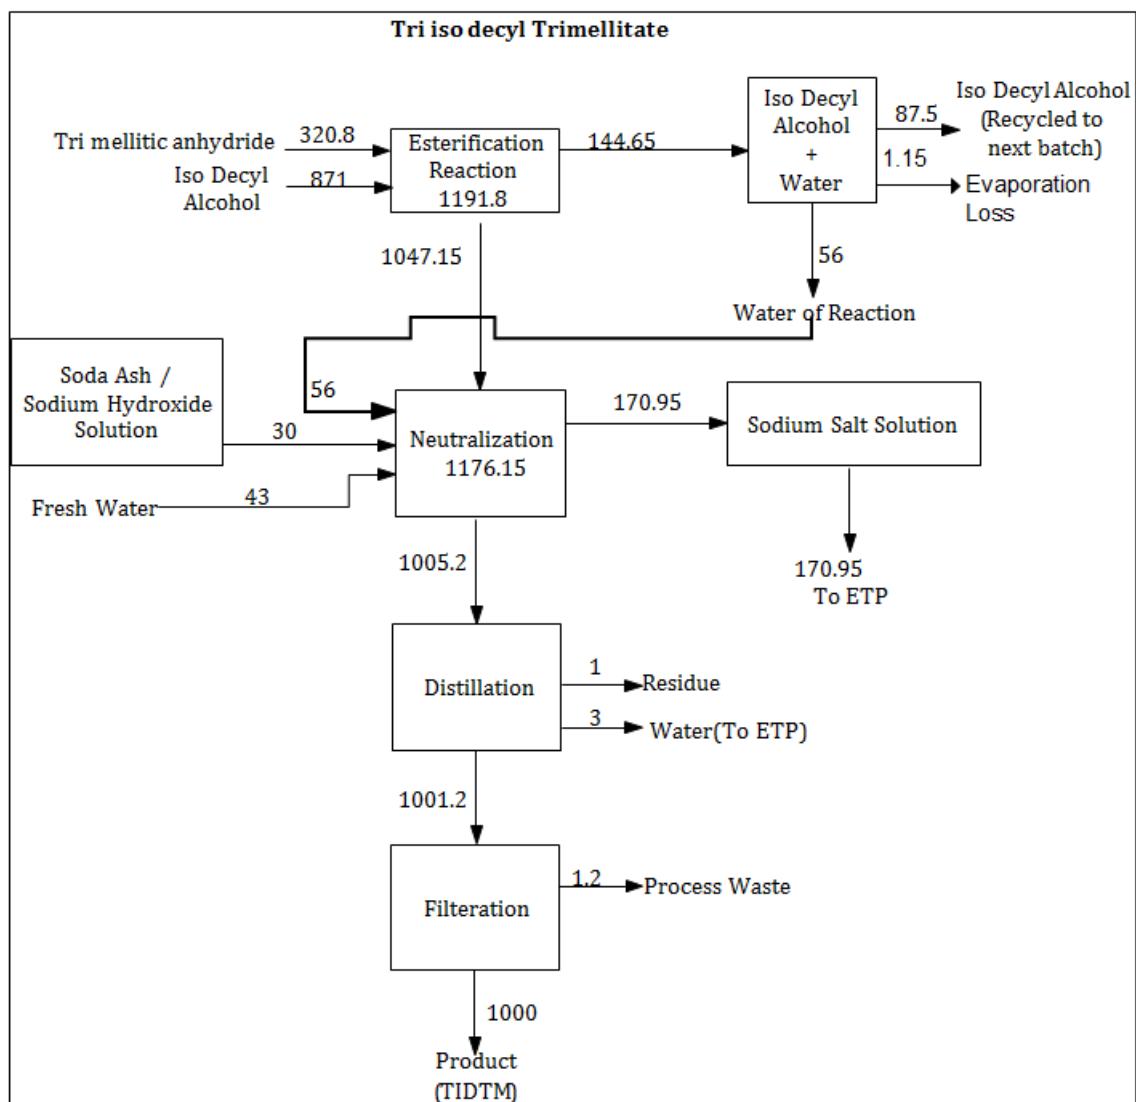 Tri iso decyl Trimellitate
Tri mellitic anhydride
320.8
Iso Decyl
Alcohol
871
Esterification
Reaction
1191.8
144.65
Iso Decyl
Alcohol
+
Water
87.5
Iso Decyl Alcohol
(Recycled to
next batch)
1.15
Evaporation
Loss
1047.15
56
Water of Reaction
Soda Ash /
Sodium Hydroxide
Solution
56
30
Fresh Water
43
Neutralization
1176.15
170.95
Sodium Salt Solution
170.95
To ETP
1005.2
Distillation
1
Residue
3
Water(To ETP)
1001.2
Filteration
1.2
Process Waste
1000
Product
(TIDTM)